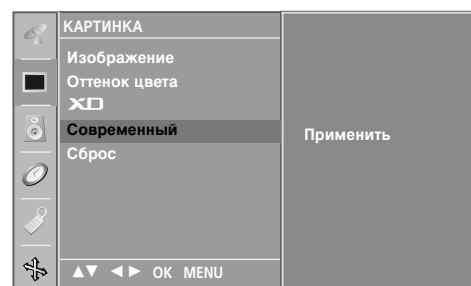 КАРТИНКА
Изображение
Оттенок цвета
XD
Современный
Применить
Сброс
▲▼ ◄► OK MENU